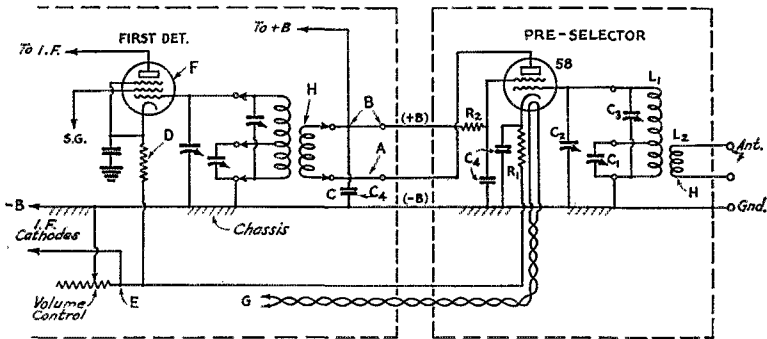 To +B
FIRST DET.
PRE-SELECTOR
To I.F.
F
58
L1
H
B
(+B)
R2
C3
S.G.
D
C2
L2
Ant.
A
C4
R1
C1
C
C4
H
-B
(-B)
Gnd.
I.F.
Cathodes
Chassis
Volume
Control
E
G